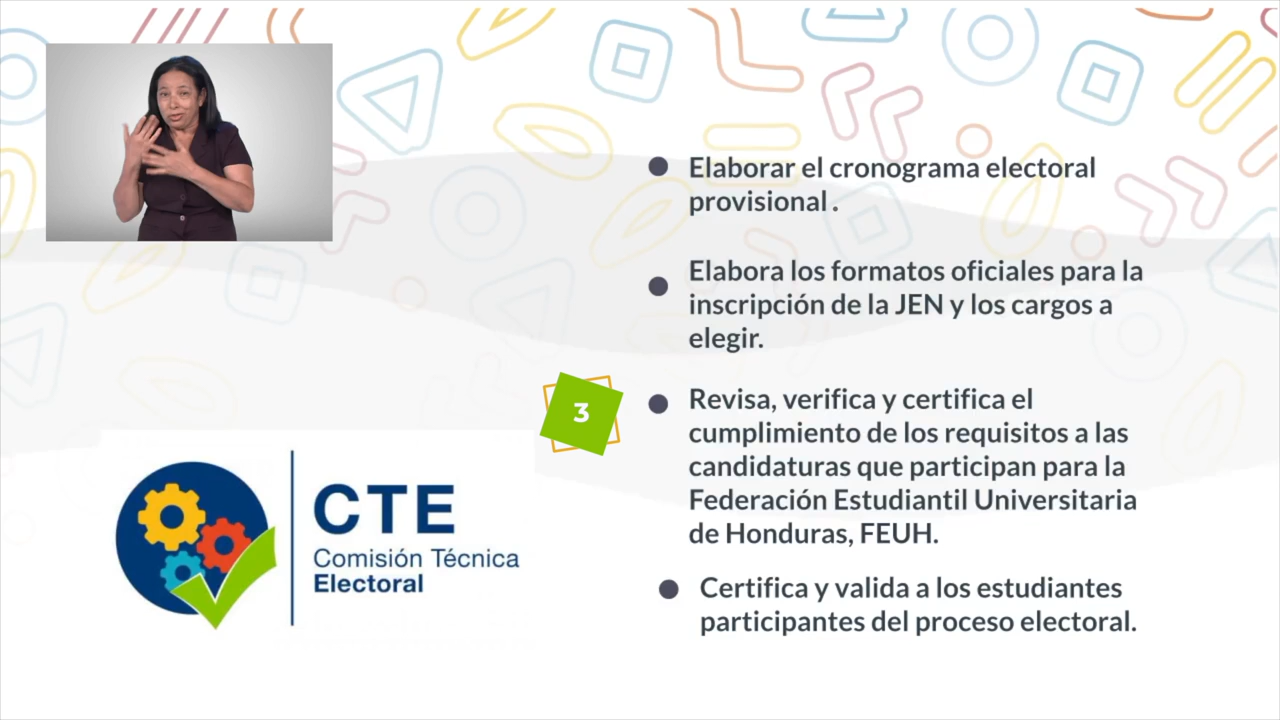 Elaborar el cronograma electoral
provisional .
Elabora los formatos oficiales para la
inscripción de la JEN y los cargos a
elegir.
3
Revisa, verifica y certifica el
cumplimiento de los requisitos a las
candidaturas que participan para la
Federación Estudiantil Universitaria
de Honduras, FEUH.
Certifica y valida a los estudiantes
participantes del proceso electoral.
CTE
Comisión Técnica
Electoral